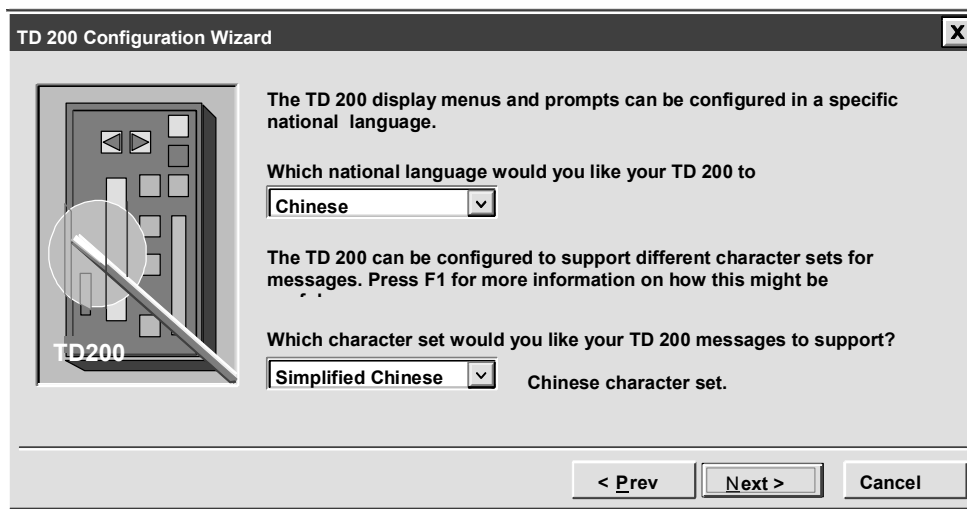 TD 200 Configuration Wizard
X
The TD 200 display menus and prompts can be configured in a specific
national language.
Which national language would you like your TD 200 to
Chinese
The TD 200 can be configured to support different character sets for
messages. Press F1 for more information on how this might be
Which character set would you like your TD 200 messages to support?
Simplified Chinese
Chinese character set.
TD200
< Prev
Next >
Cancel